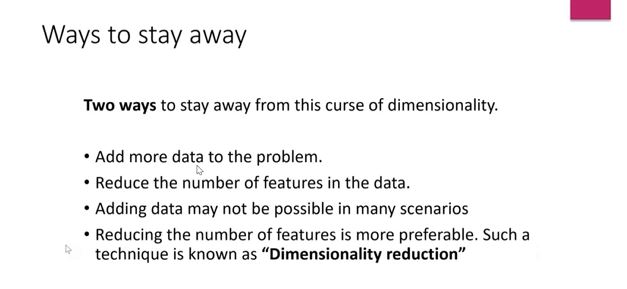 Ways to stay away
Two ways to stay away from this curse of dimensionality.
• Add more data to the problem.
• Reduce the number of features in the data.
• Adding data may not be possible in many scenarios
• Reducing the number of features is more preferable. Such a
technique is known as “Dimensionality reduction”